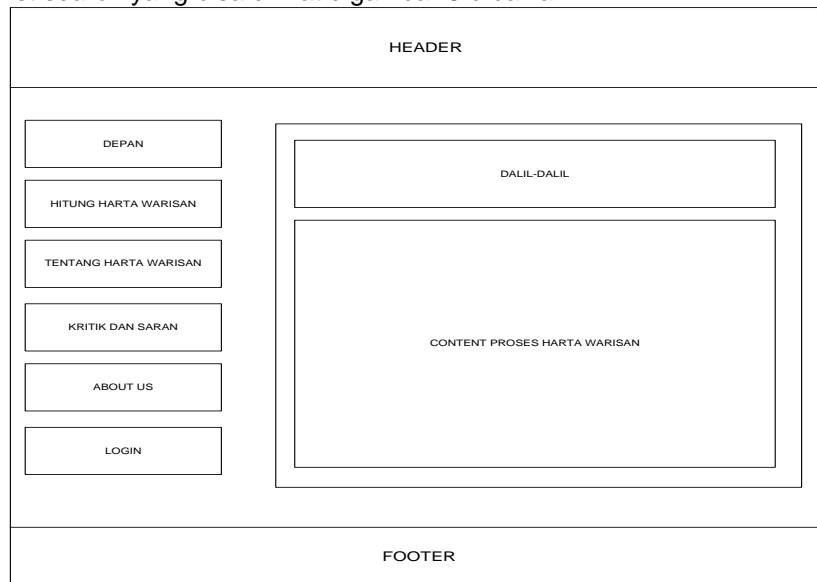 HEADER
DEPAN
HITUNG HARTA WARISAN
TENTANG HARTA WARISAN
KRITIK DAN SARAN
ABOUT US
LOGIN
DALIL-DALIL
CONTENT PROSES HARTA WARISAN
FOOTER